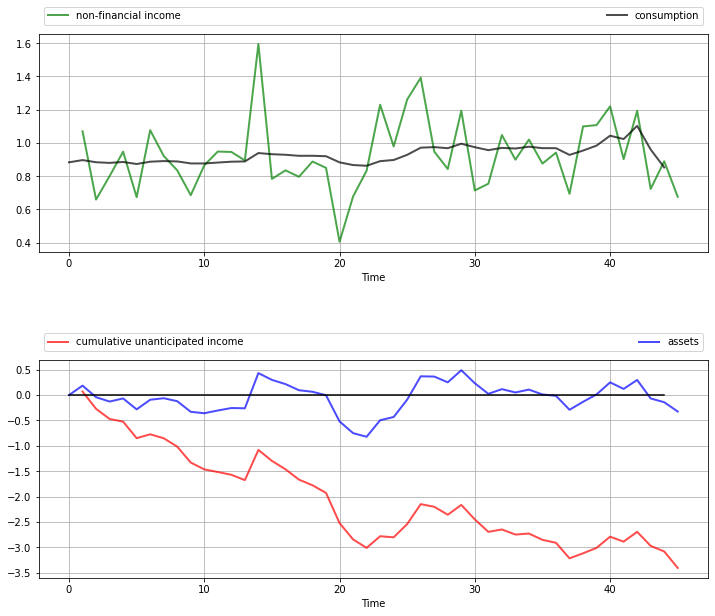 non-financial income consumption
1.6
1.4
1.2
1.0
0.8
0.6
0.4
0 10 20 30 40
Time
cumulative unanticipated income assets
0.5
0.0
−0.5
−1.0
−1.5
−2.0
−2.5
−3.0
−3.5
0 10 20 30 40
Time